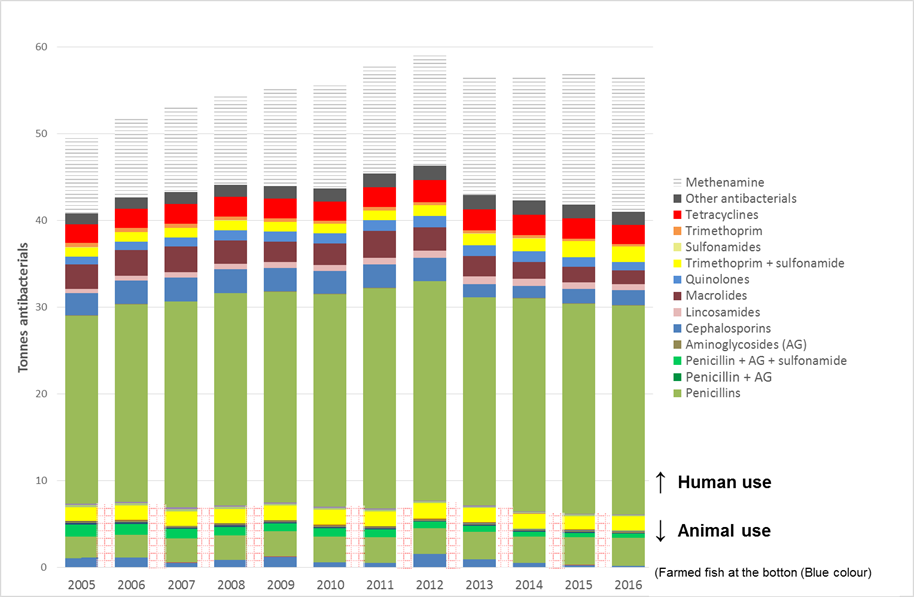 60
50
40
30
20
10
0
Tonnes antibacterials
2005 2006 2007 2008 2009 2010 2011 2012 2013 2014 2015 2016
Methenamine
Other antibacterials
Tetracyclines
Trimethoprim
Sulfonamides
Trimethoprim + sulfonamide
Quinolones
Macrolides
Lincosamides
Cephalosporins
Aminoglycosides (AG)
Penicillin + AG + sulfonamide
Penicillin + AG
Penicillins
↑ Human use
↓ Animal use
(Farmed fish at the botton (Blue colour)